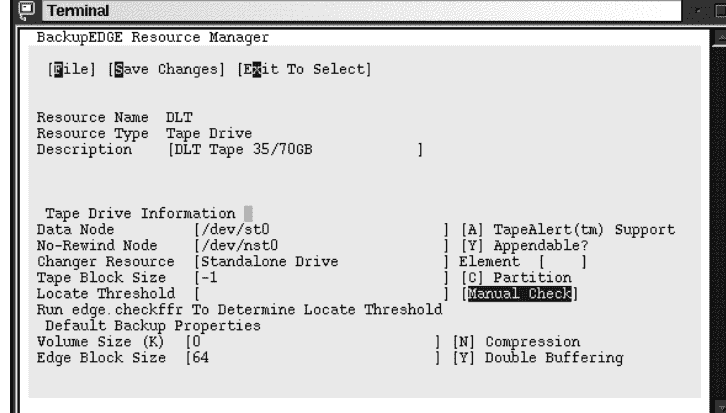 Terminal
BackupEDGE Resource Manager
[File] [Save Changes] [Exit To Select]
Resource Name DLT
Resource Type Tape Drive
Description [DLT Tape 35/70GB ]
Tape Drive Information
Data Node [/dev/st0 ] [A] TapeAlert(tm) Support
No-Rewind Node [/dev/nst0 ] [Y] Appendable?
Changer Resource [Standalone Drive ] Element [ ]
Tape Block Size [-1 ] [C] Partition
Locate Threshold [ ] [Manual Check]
Run edge.checkffr To Determine Locate Threshold
Default Backup Properties
Volume Size (K) [0 ] [N] Compression
Edge Block Size [64 ] [Y] Double Buffering